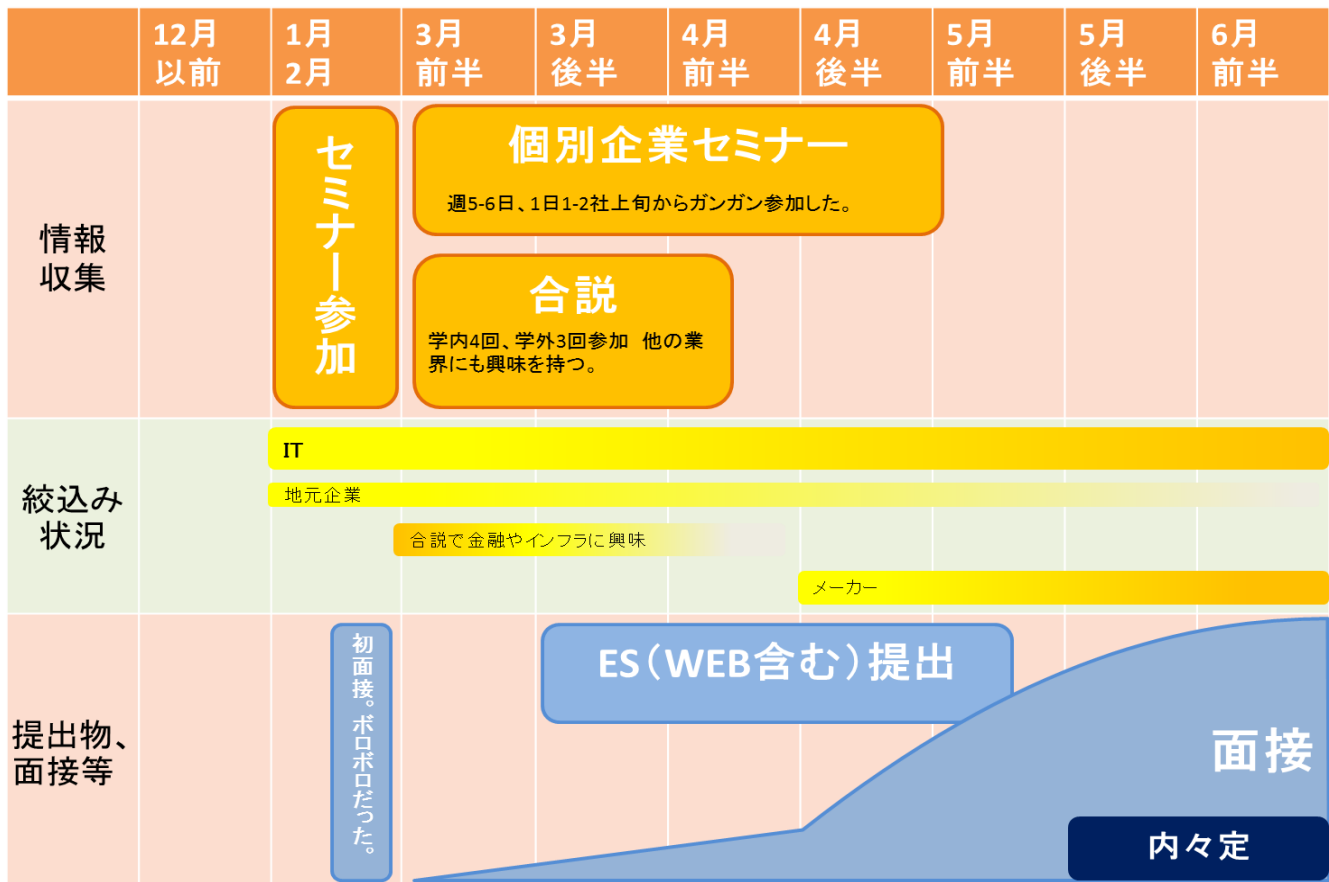 12月
以前
1月
2月
3月
前半
3月
後半
4月
前半
4月
後半
5月
前半
5月
後半
6月
前半
情報
収集
セミナー参加
個別企業セミナー
週5-6日、1日1-2社上旬からガンガン参加した。
合説
学内4回、学外3回参加 他の業
界にも興味を持つ。
絞込み
状況
IT
地元企業
合説で金融やインフラに興味
メーカー
提出物、
面接等
初面接。ボロボロだった。
ES（WEB含む）提出
面接
内々定